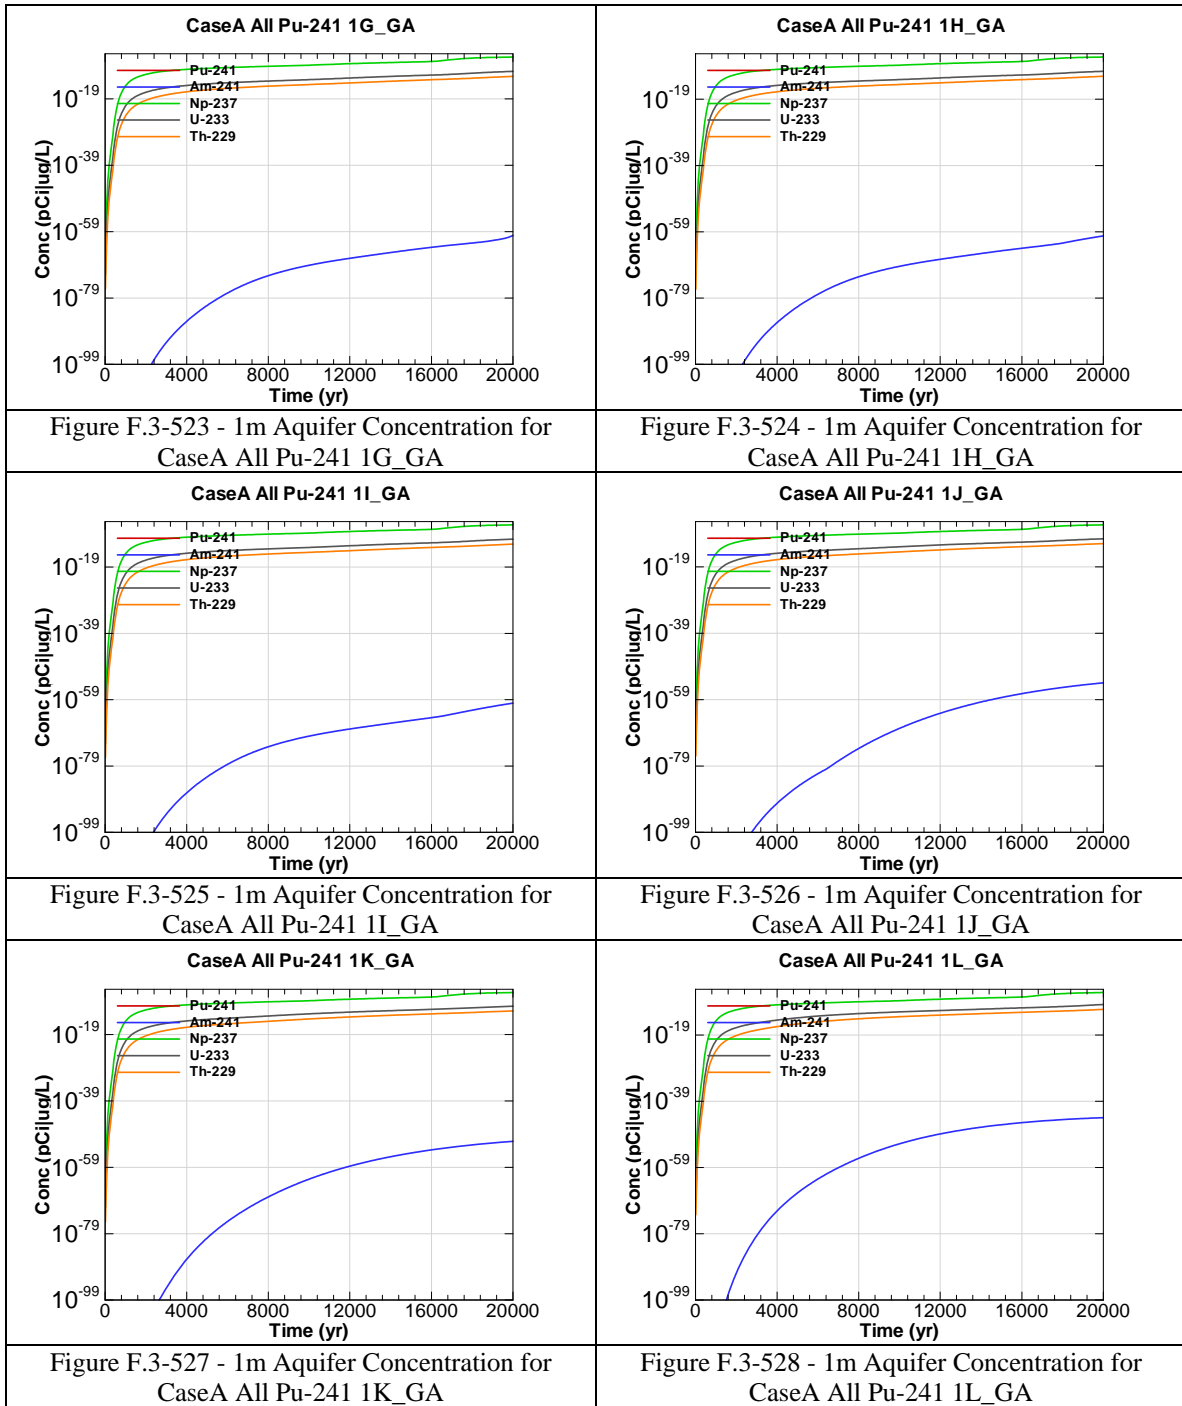 CaseA All Pu-241 1G_GA
Pu-241
Am-241
Np-237
U-233
Th-229
10-19
10-39
10-59
10-79
10-99
Conc (pCi|ug/L)
0 4000 8000 12000 16000 20000
Time (yr)
Figure F.3-523 - 1m Aquifer Concentration for
CaseA All Pu-241 1G_GA
CaseA All Pu-241 1H_GA
Pu-241
Am-241
Np-237
U-233
Th-229
10-19
10-39
10-59
10-79
10-99
Conc (pCi|ug/L)
0 4000 8000 12000 16000 20000
Time (yr)
Figure F.3-524 - 1m Aquifer Concentration for
CaseA All Pu-241 1H_GA
CaseA All Pu-241 1I_GA
Pu-241
Am-241
Np-237
U-233
Th-229
10-19
10-39
10-59
10-79
10-99
Conc (pCi|ug/L)
0 4000 8000 12000 16000 20000
Time (yr)
Figure F.3-525 - 1m Aquifer Concentration for
CaseA All Pu-241 1I_GA
CaseA All Pu-241 1J_GA
Pu-241
Am-241
Np-237
U-233
Th-229
10-19
10-39
10-59
10-79
10-99
Conc (pCi|ug/L)
0 4000 8000 12000 16000 20000
Time (yr)
Figure F.3-526 - 1m Aquifer Concentration for
CaseA All Pu-241 1J_GA
CaseA All Pu-241 1K_GA
Pu-241
Am-241
Np-237
U-233
Th-229
10-19
10-39
10-59
10-79
10-99
Conc (pCi|ug/L)
0 4000 8000 12000 16000 20000
Time (yr)
Figure F.3-527 - 1m Aquifer Concentration for
CaseA All Pu-241 1K_GA
CaseA All Pu-241 1L_GA
Pu-241
Am-241
Np-237
U-233
Th-229
10-19
10-39
10-59
10-79
10-99
Conc (pCi|ug/L)
0 4000 8000 12000 16000 20000
Time (yr)
Figure F.3-528 - 1m Aquifer Concentration for
CaseA All Pu-241 1L_GA